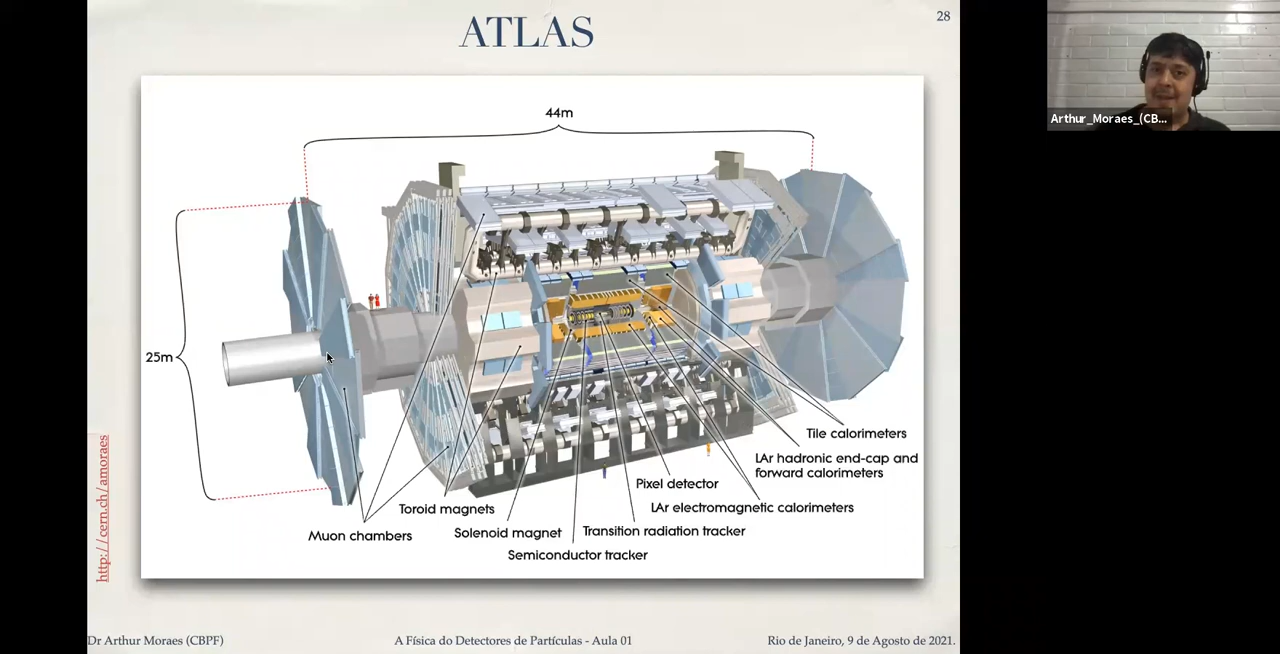 ATLAS
28
Arthur_Moraes_(CB...
44m
25m
http://cern.ch/amoraes
Tile calorimeters
LAr hadronic end-cap and
forward calorimeters
Pixel detector
LAr electromagnetic calorimeters
Toroid magnets
Muon chambers
Solenoid magnet
Transition radiation tracker
Semiconductor tracker
Dr Arthur Moraes (CBPF)
A Física do Detectores de Partículas - Aula 01
Rio de Janeiro, 9 de Agosto de 2021.